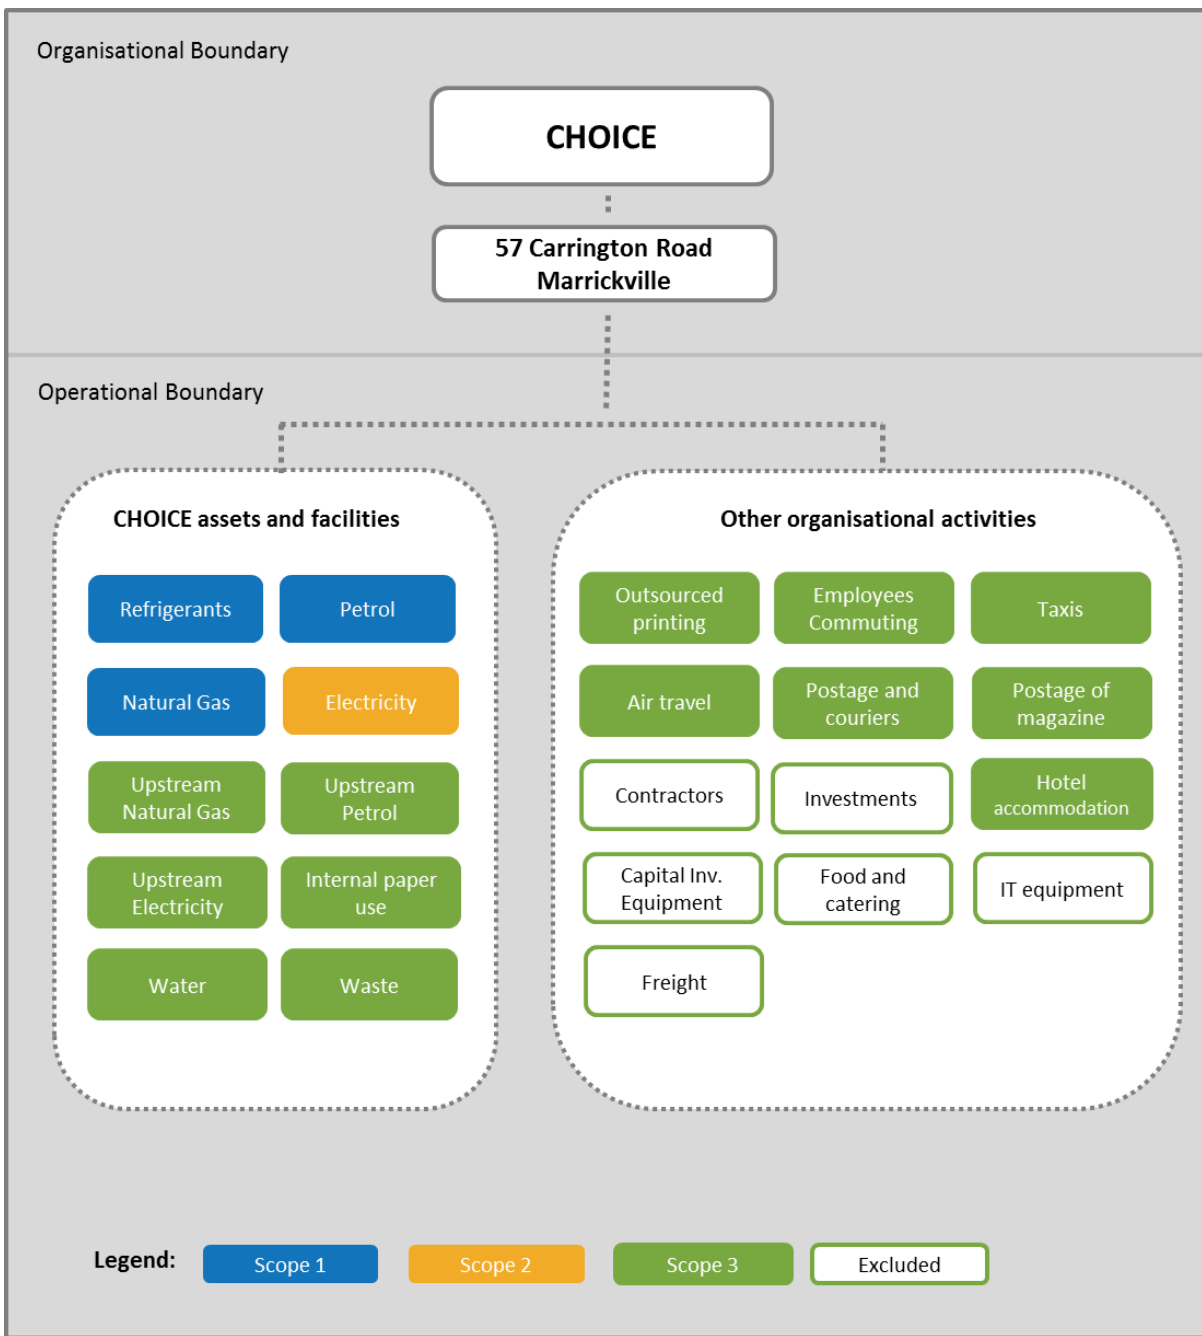 Organisational Boundary
CHOICE
57 Carrington Road
Marrickville
Operational Boundary
CHOICE assets and facilities
Refrigerants
Petrol
Natural Gas
Electricity
Upstream
Natural Gas
Upstream
Petrol
Upstream
Electricity
Internal paper
use
Water
Waste
Other organisational activities
Outsourced
printing
Employees
Commuting
Taxis
Air travel
Postage and
couriers
Postage of
magazine
Contractors
Investments
Hotel
accommodation
Capital Inv.
Equipment
Food and
catering
IT equipment
Freight
Legend:
Scope 1
Scope 2
Scope 3
Excluded